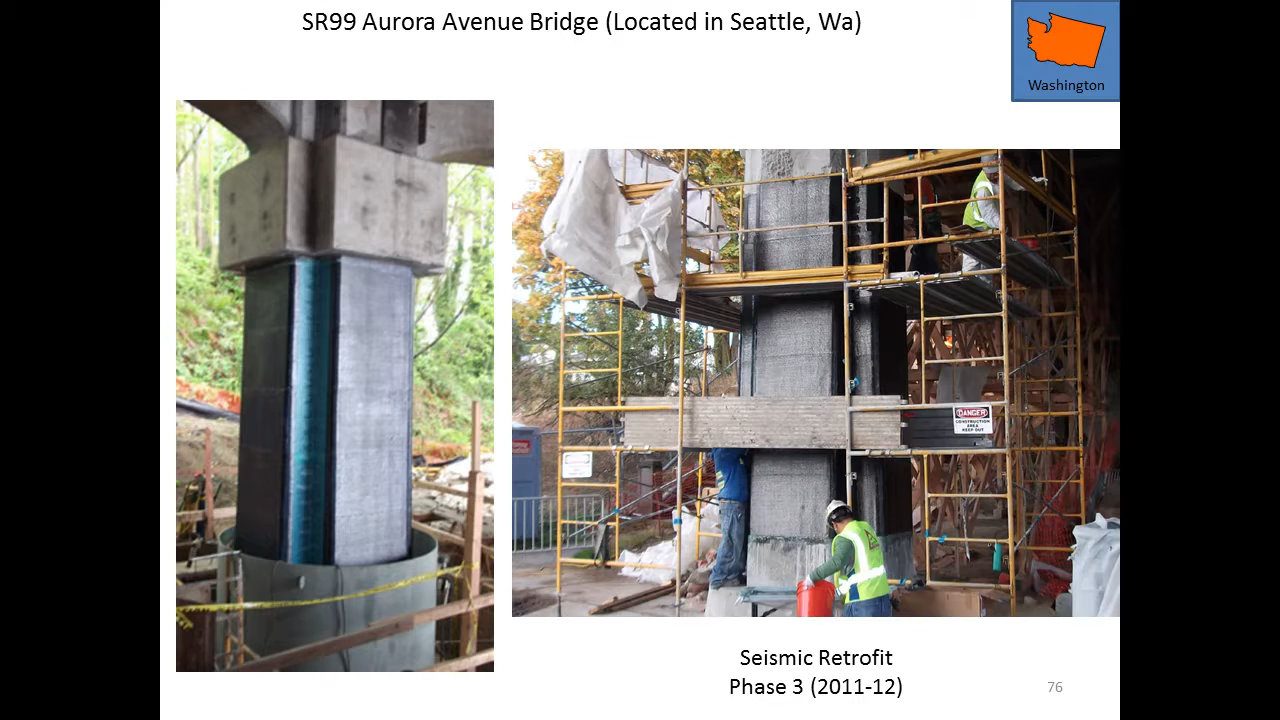 SR99 Aurora Avenue Bridge (Located in Seattle, Wa)
Washington
DANGER
CONSTRUCTION
AREA
KEEP OUT
Seismic Retrofit
Phase 3 (2011-12)
76